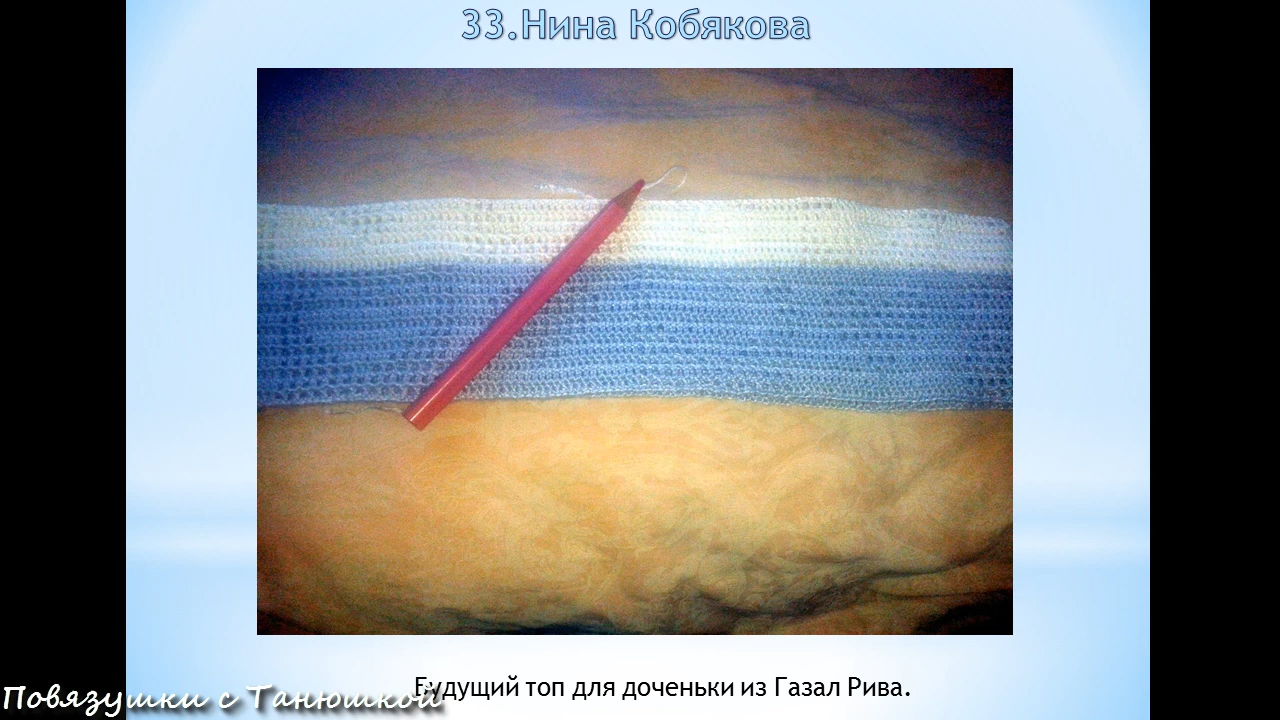 33.Нина Кобякова
Будущий топ для доченьки из Газал Рива.
Повязушки с Танюшкой